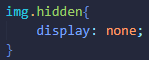 img.hidden{
    display: none;
}